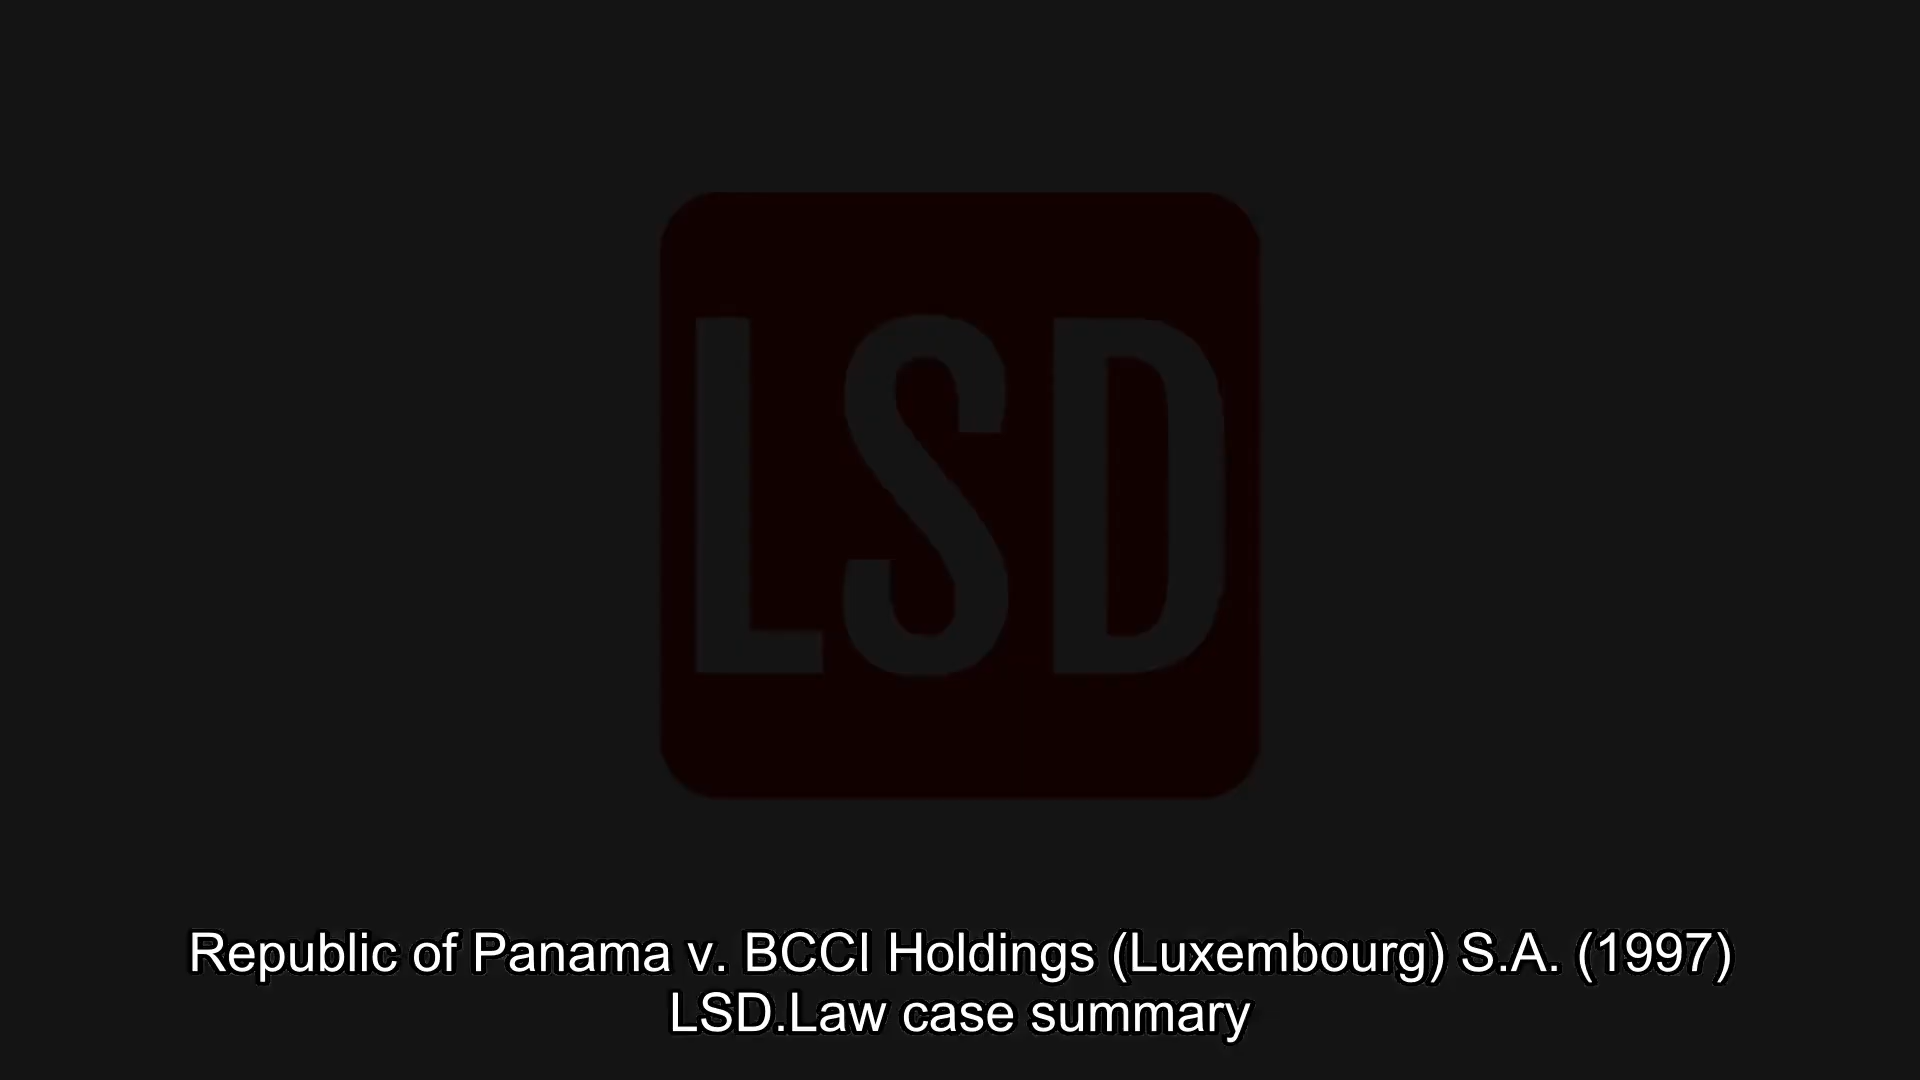 LSD
Republic of Panama v. BCCI Holdings (Luxembourg) S.A. (1997)
LSD.Law case summary